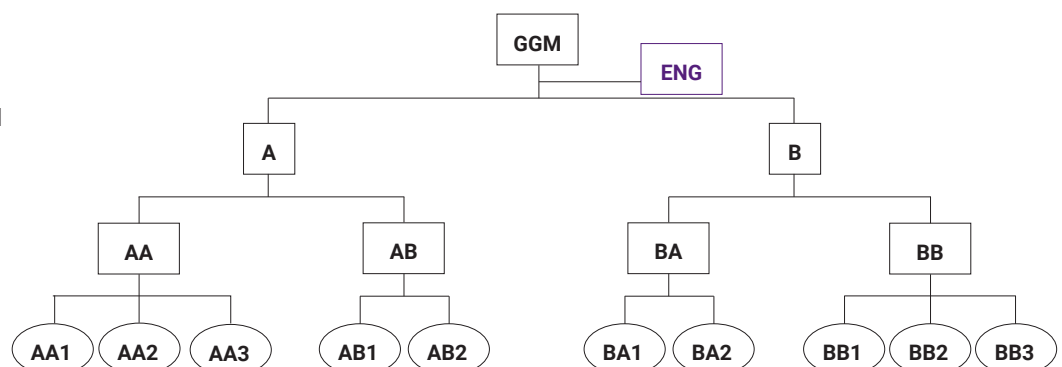 GGM
ENG
A B
AA AB BA BB
AA1 AA2 AA3 AB1 AB2 BA1 BA2 BB1 BB2 BB3